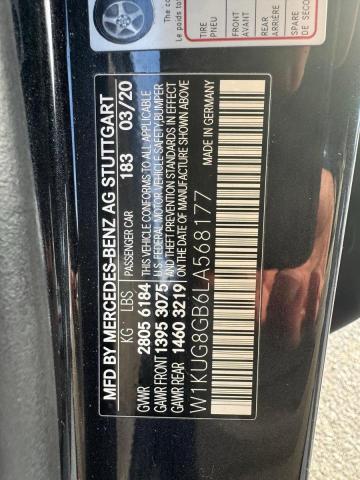 TIRE
PNEU
FRONT
AVANT
REAR
ARRIÈRE
SPARE
DE SECO
MFD BY MERCEDES-BENZ AG STUTTGART
KG LBS PASSENGER CAR 183 03/20
GAWR 2805 6184 THIS VEHICLE CONFORMS TO ALL APPLICABLE
GAWR FRONT 1395 3075 U.S. FEDERAL MOTOR VEHICLE SAFETY, BUMPER
AND THEFT PREVENTION STANDARDS IN EFFECT
GAWR REAR 1460 3219 ON THE DATE OF MANUFACTURE SHOWN ABOVE
W1KUG8GB6LA568177 MADE IN GERMANY